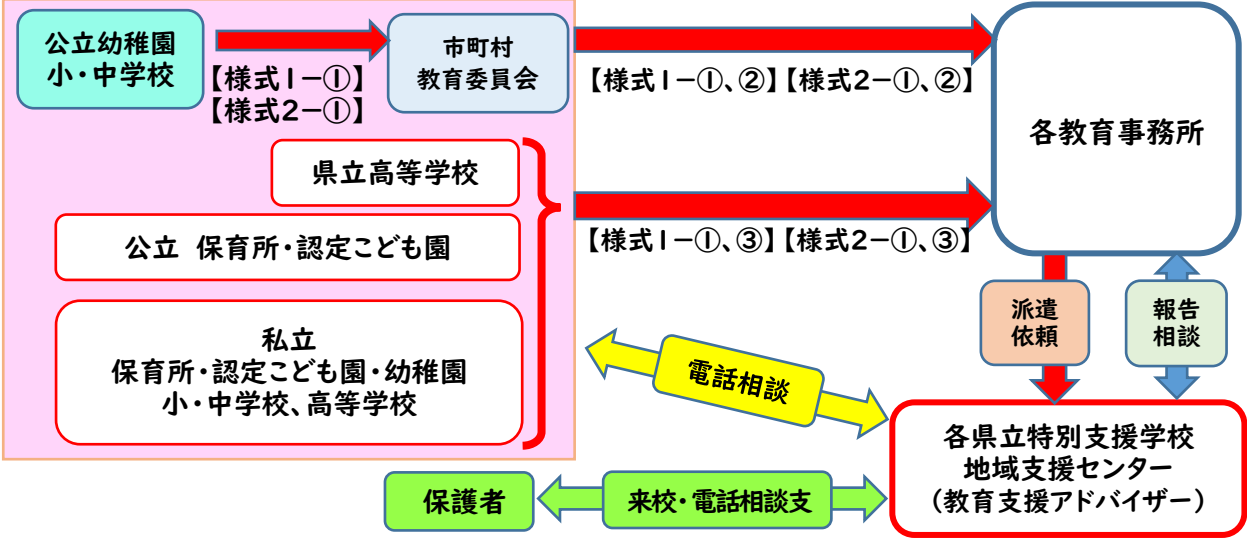 公立幼稚園
小・中学校
【様式1－①】
【様式2－①】
市町村
教育委員会
【様式1－①、②】【様式2－①、②】
各教育事務所
県立高等学校
公立 保育所・認定こども園
【様式1－①、③】【様式2－①、③】
私立
保育所・認定こども園・幼稚園
小・中学校、高等学校
派遣
依頼
報告
相談
電話相談
各県立特別支援学校
地域支援センター
（教育支援アドバイザー）
保護者
来校・電話相談支